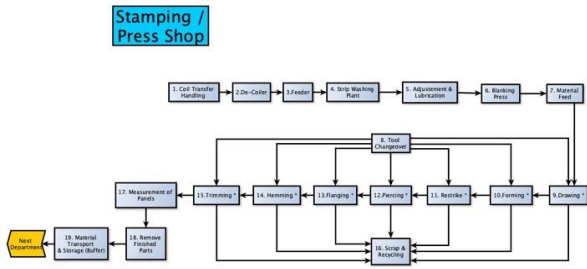 Stamping /
Press Shop
1. Coil Transfer
Handling
2.De-Coiler
3.Feeder
4. Strip Washing
Plant
5. Adjustement &
Lubrication
6. Blanking
Press
7. Material
Feed
8. Tool
Changeover
17. Measurement of
Panels
15.Trimming *
14. Hemming *
13.Flanging *
12.Piercing *
11. Restrike *
10.Forming *
9.Drawing *
Next
Department
19. Material
Transport
& Storage (Buffer)
18. Remove
Finished
Parts
16. Scrap &
Recycling